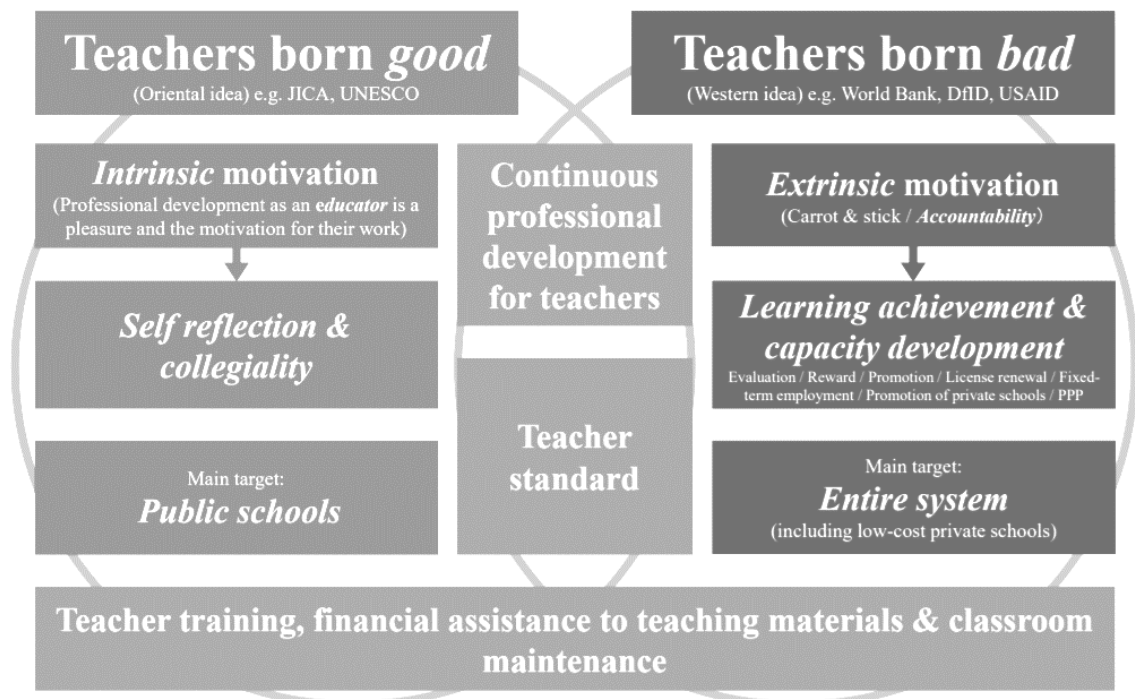 Teachers born good
(Oriental idea) e.g. JICA, UNESCO
Teachers born bad
(Western idea) e.g. World Bank, DfID, USAID
Intrinsic motivation
(Professional development as an educator is a
pleasure and the motivation for their work)
Self reflection &
collegiality
Main target:
Public schools
Continuous
professional
development
for teachers
Teacher
standard
Extrinsic motivation
(Carrot & stick / Accountability）
Learning achievement &
capacity development
Evaluation / Reward / Promotion / License renewal / Fixed-
term employment / Promotion of private schools / PPP
Main target:
Entire system
(including low-cost private schools)
Teacher training, financial assistance to teaching materials & classroom
maintenance